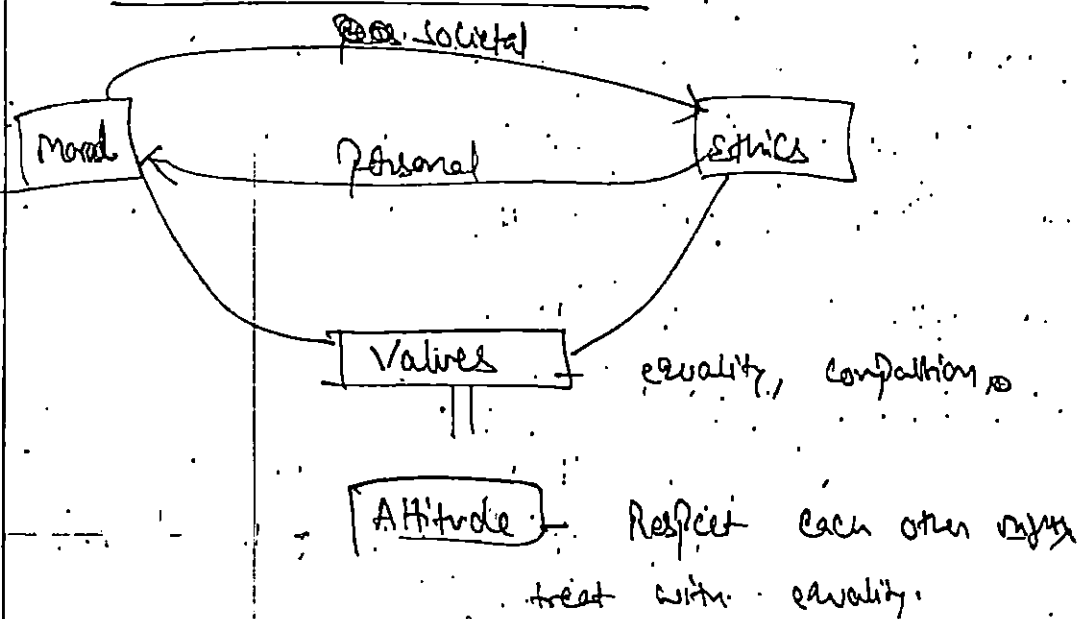 societal
Moral
Ethics
Personal
Values - equality, compassion,
Attitude - Respect each other
treat with equality.